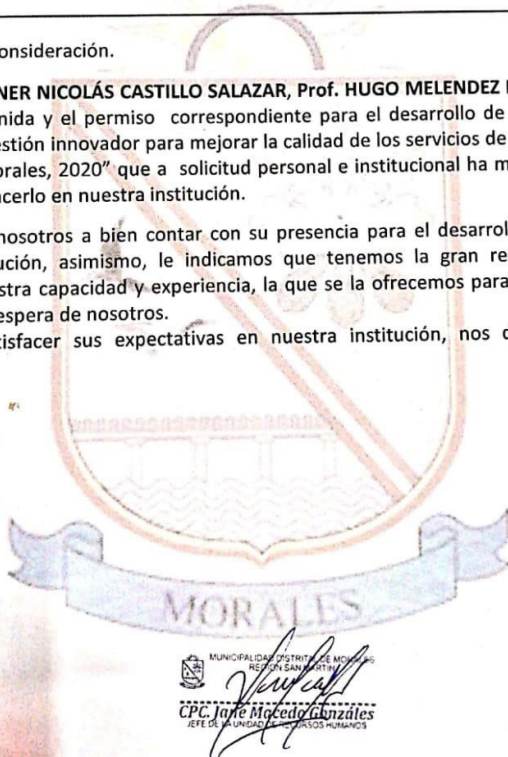 onsideración.
NER NICOLÁS CASTILLO SALAZAR, Prof. HUGO MELENDEZ
nida y el permiso correspondiente para el desarrollo de
estión innovador para mejorar la calidad de los servicios de
orales, 2020" que a solicitud personal e institucional ha m
cerlo en nuestra institución.
nosotros a bien contar con su presencia para el desarrol
ución, asimismo, le indicamos que tenemos la gran re
stra capacidad y experiencia, la que se la ofrecemos para
espera de nosotros.
tisfacer sus expectativas en nuestra institución, nos
MORALES
MUNICIPALIDAD DISTRITAL DE MORALES
REGIÓN SAN MARTIN
CPC. Jane Macedo Gonzáles
JEFE DE LA UNIDAD DE RECURSOS HUMANOS